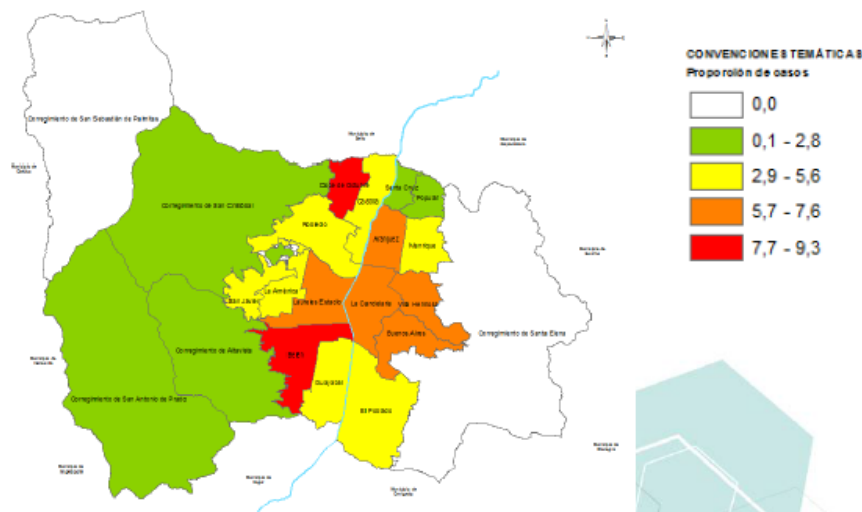 CONVENCIONES TEMÁTICAS
Proporción de casos
0,0
0,1 - 2,8
2,9 - 5,6
5,7 - 7,6
7,7 - 9,3
Corregimiento de San Sebastián de Palmitas
Corregimiento de San Cristóbal
Santa Cruz
Popular
Castilla
Robledo
Aranjuez
Manrique
La América
San Javier
Laureles Estadio
La Candelaria
Villa Hermosa
Buenos Aires
Corregimiento de Santa Elena
Corregimiento de Altavista
Belén
Guayabal
El Poblado
Corregimiento de San Antonio de Prado